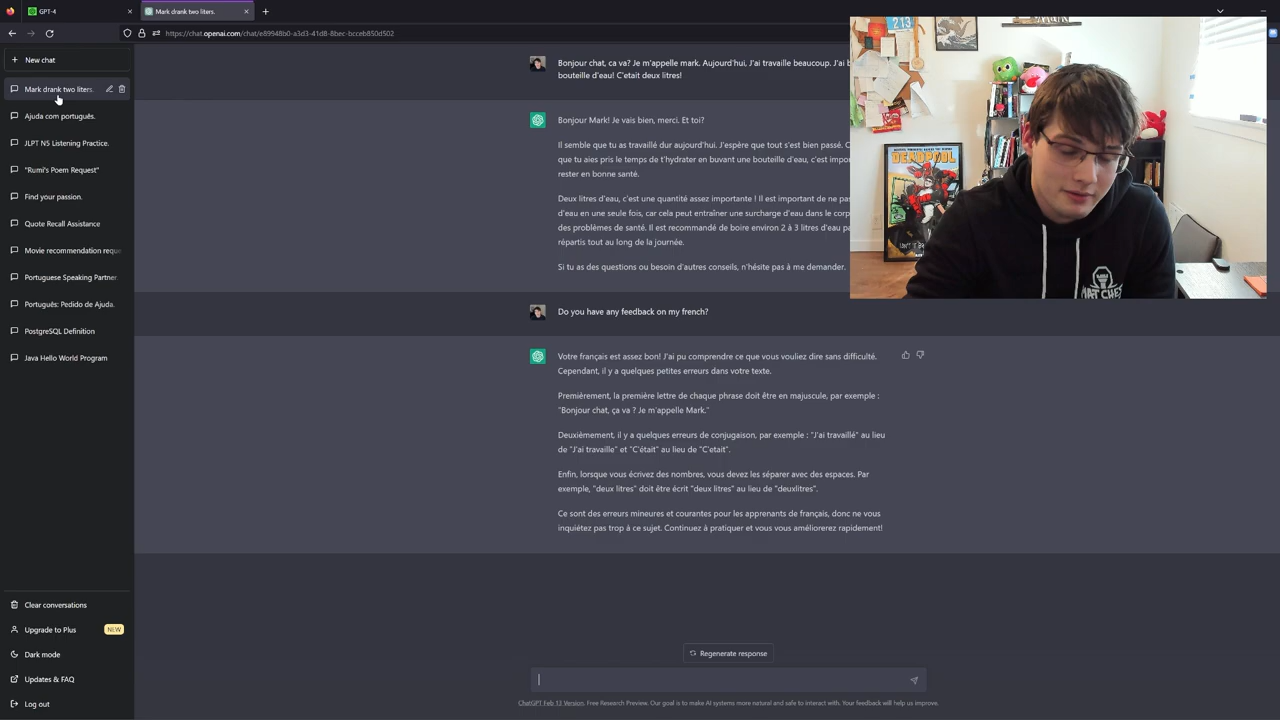 GPT-4
Mark drank two liters.
https://chat.openai.com/chat/e89948b0-a3d3-41d8-8bec-bcceb850d502
New chat
Mark drank two liters.
Ajuda com português.
JLPT N5 Listening Practice.
"Rumi's Poem Request"
Find your passion.
Quote Recall Assistance
Movie recommendation reque
Portuguese Speaking Partner.
Português: Pedido de Ajuda.
PostgreSQL Definition
Java Hello World Program
Clear conversations
Upgrade to Plus
NEW
Dark mode
Updates & FAQ
Log out
Bonjour chat, ca va? Je m'appelle mark. Aujourd'hui, J'ai travaille beaucoup. J'ai b
bouteille d'eau! C'etait deux litres!
Bonjour Mark! Je vais bien, merci. Et toi?
Il semble que tu as travaillé dur aujourd'hui. J'espère que tout s'est bien passé. C
que tu aies pris le temps de t'hydrater en buvant une bouteille d'eau, c'est impor
rester en bonne santé.
Deux litres d'eau, c'est une quantité assez importante ! Il est important de ne pas
d'eau en une seule fois, car cela peut entraîner une surcharge d'eau dans le corp
des problèmes de santé. Il est recommandé de boire environ 2 à 3 litres d'eau pa
répartis tout au long de la journée.
Si tu as des questions ou besoin d'autres conseils, n'hésite pas à me demander.
Do you have any feedback on my french?
Votre français est assez bon! J'ai pu comprendre ce que vous vouliez dire sans difficulté.
Cependant, il y a quelques petites erreurs dans votre texte.
Premièrement, la première lettre de chaque phrase doit être en majuscule, par exemple :
"Bonjour chat, ça va ? Je m'appelle Mark."
Deuxièmement, il y a quelques erreurs de conjugaison, par exemple : "J'ai travaillé" au lieu
de "J'ai travaille" et "C'était" au lieu de "C'etait".
Enfin, lorsque vous écrivez des nombres, vous devez les séparer avec des espaces. Par
exemple, "deux litres" doit être écrit "deux litres" au lieu de "deuxlitres".
Ce sont des erreurs mineures et courantes pour les apprenants de français, donc ne vous
inquiétez pas trop à ce sujet. Continuez à pratiquer et vous vous améliorerez rapidement!
Regenerate response
ChatGPT Feb 13 Version. Free Research Preview. Our goal is to make AI systems more natural and safe to interact with. Your feedback will help us improve.
DEADPOOL